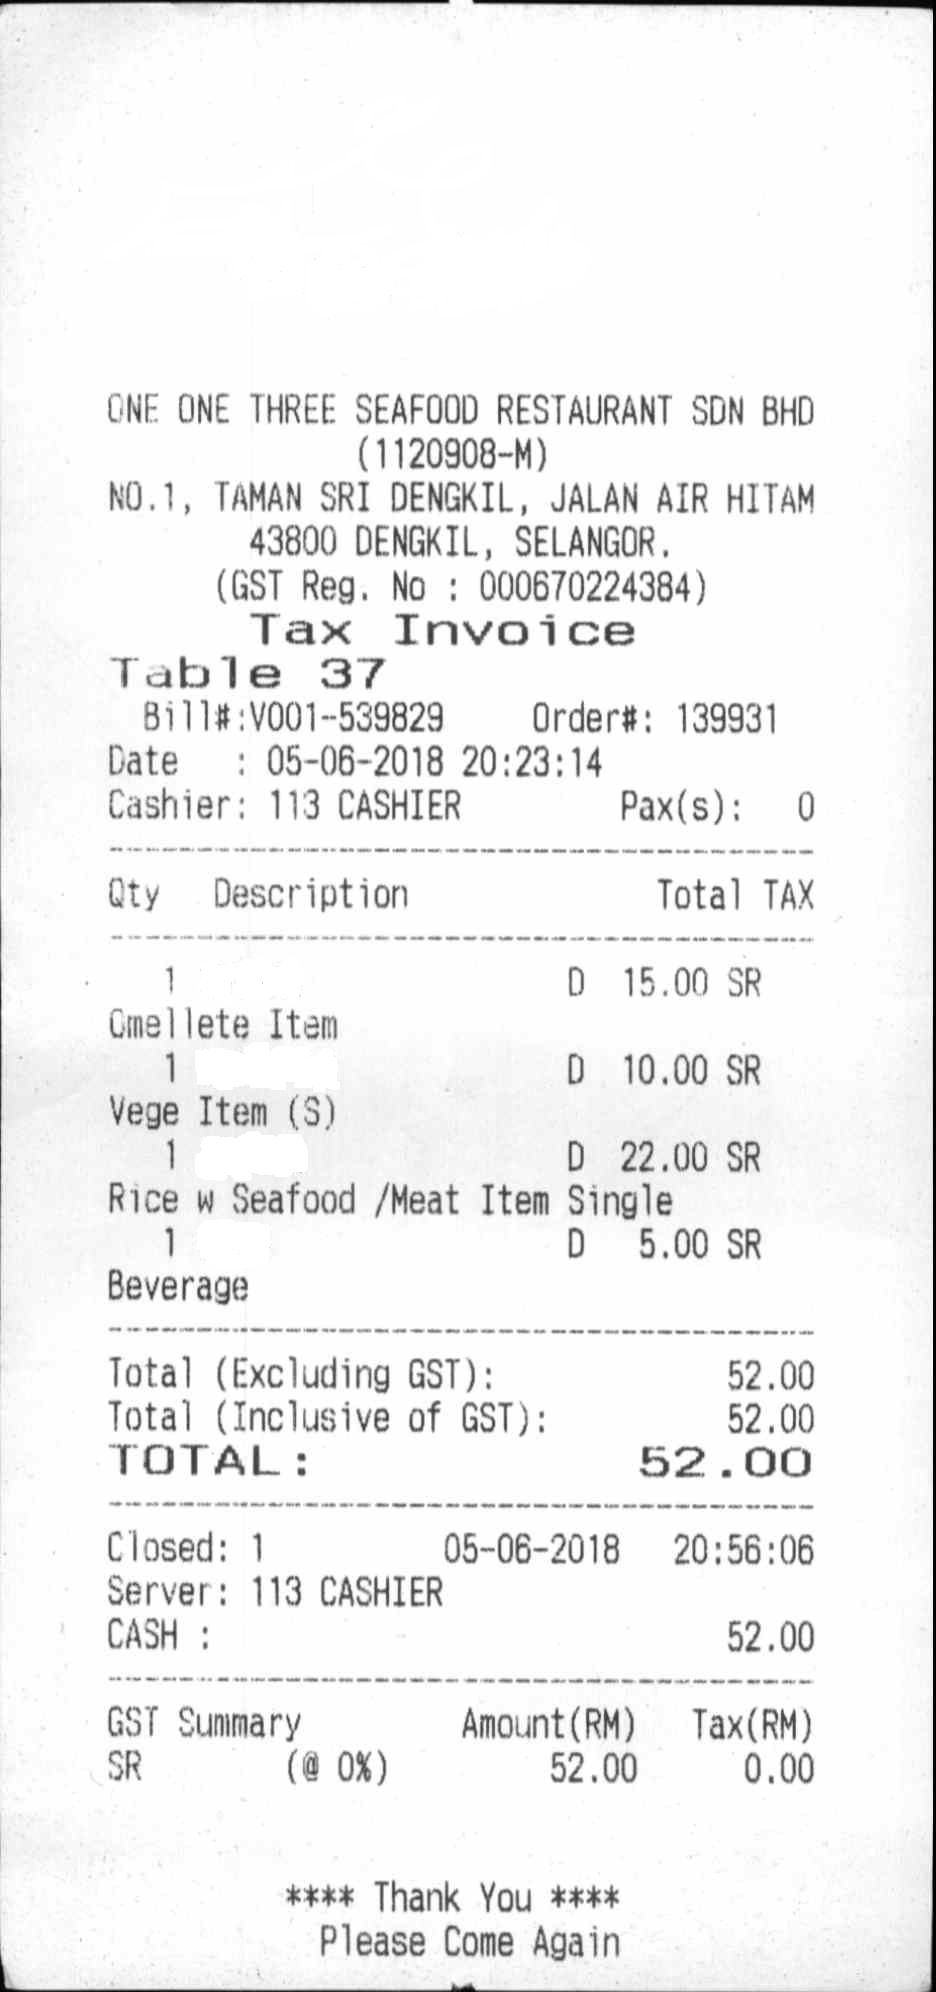 ONE ONE THREE SEAFOOD RESTAURANT SDN BHD
(1120908-M)
NO.1, TAMAN SRI DENGKIL, JALAN AIR HITAM
43800 DENGKIL, SELANGOR.
(GST Reg. No : 000670224384)
Tax Invoice
Table 37
Bill#:V001-539829 Order#: 139931
Date : 05-06-2018 20:23:14
Cashier: 113 CASHIER Pax(s): 0
Qty Description Total TAX
1 D 15.00 SR
Omellete Item
1 D 10.00 SR
Vege Item (S)
1 D 22.00 SR
Rice w Seafood /Meat Item Single
1 D 5.00 SR
Beverage
Total (Excluding GST): 52.00
Total (Inclusive of GST): 52.00
TOTAL: 52.00
Closed: 1 05-06-2018 20:56:06
Server: 113 CASHIER
CASH : 52.00
GST Summary Amount(RM) Tax(RM)
SR (@ 0%) 52.00 0.00
**** Thank You ****
Please Come Again